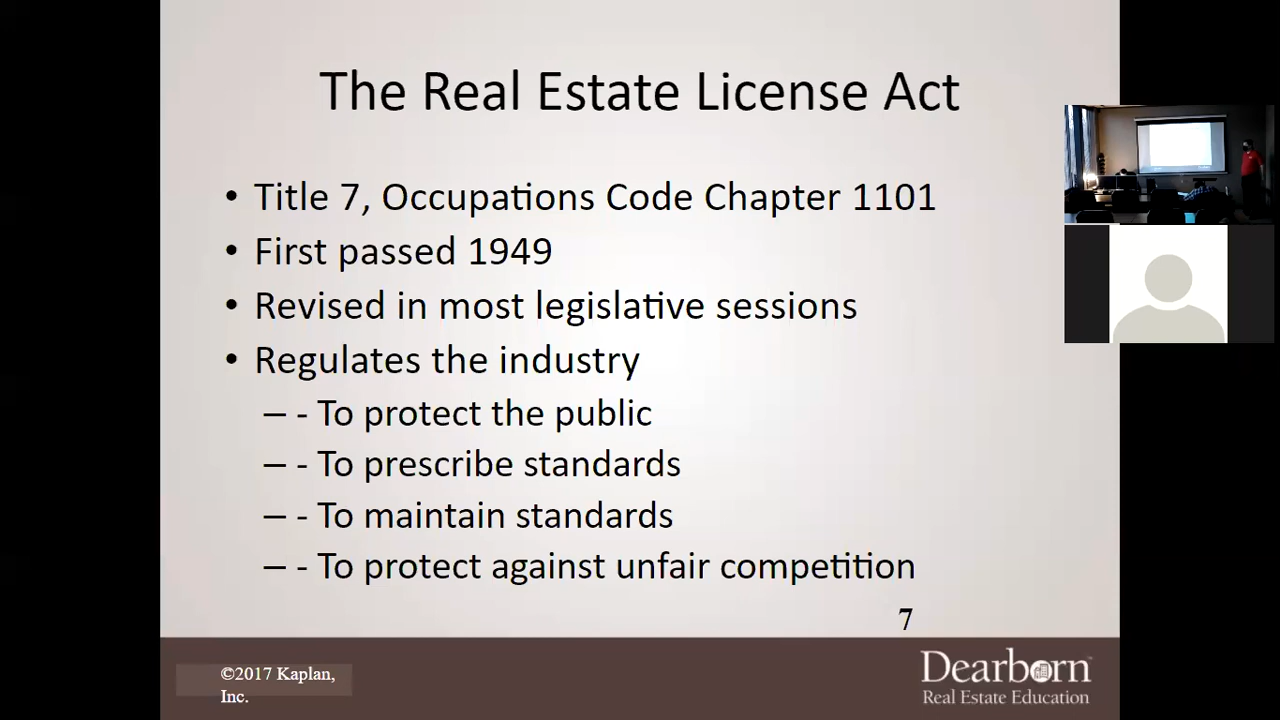 The Real Estate License Act
• Title 7, Occupations Code Chapter 1101
• First passed 1949
• Revised in most legislative sessions
• Regulates the industry
– - To protect the public
– - To prescribe standards
– - To maintain standards
– - To protect against unfair competition
7
©2017 Kaplan,
Inc.
Dearborn
Real Estate Education